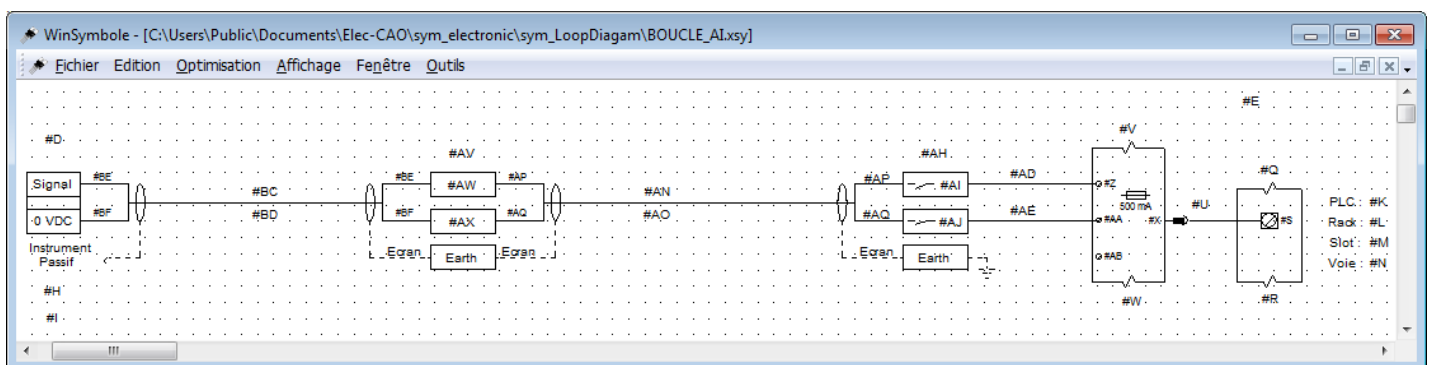 WinSymbole - [C:\Users\Public\Documents\Elec-CAO\sym_electronic\sym_LoopDiagam\BOUCLE_AI.xsy]
Fichier Edition Optimisation Affichage Fenêtre Outils
#E
#V
#D
#AV #AH
#Q
Signal #BE #BC #BE #AW #AP #AN #AP #AI #AD #Z
500 mA #U PLC : #K
0 VDC #BF #BD #BF #AX #AQ #AO #AQ #AJ #AE #AA #X #S Rack : #L
Instrument Ecran Earth Ecran Ecran Earth #AB Slot : #M
Passif Voie : #N
#H #W #R
#I